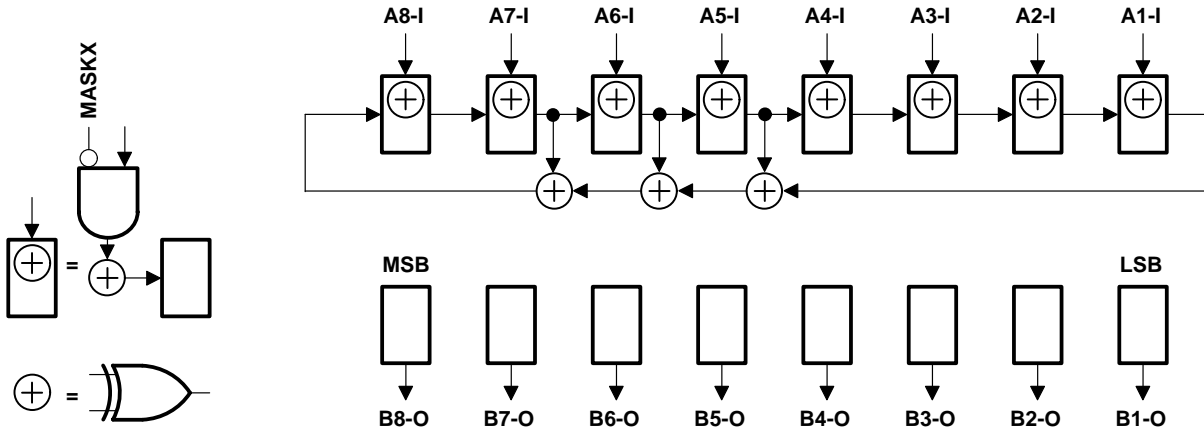 A8-I A7-I A6-I A5-I A4-I A3-I A2-I A1-I
MASKX
=
MSB LSB
=
B8-O B7-O B6-O B5-O B4-O B3-O B2-O B1-O